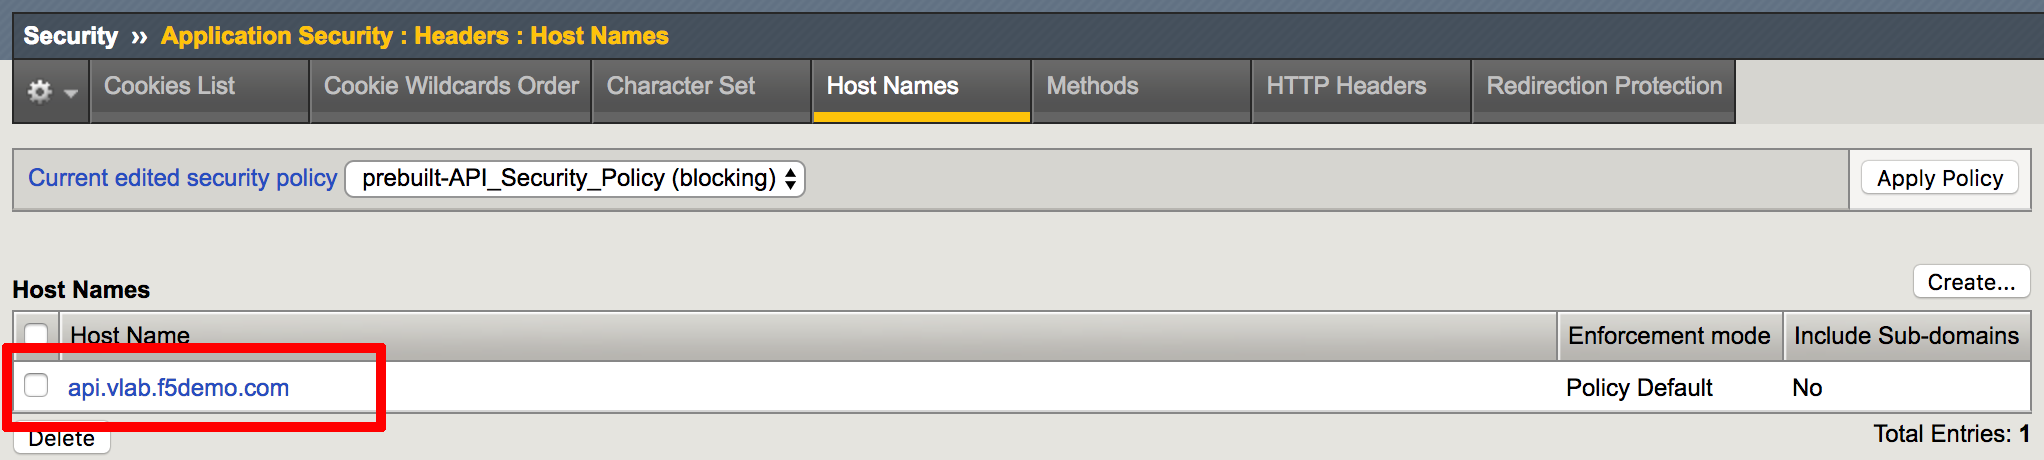 Security ›› Application Security : Headers : Host Names
Cookies List Cookie Wildcards Order Character Set Host Names Methods HTTP Headers Redirection Protection
Current edited security policy prebuilt-API_Security_Policy (blocking) Apply Policy
Host Names Create...
Host Name Enforcement mode Include Sub-domains
api.vlab.f5demo.com Policy Default No
Delete Total Entries: 1